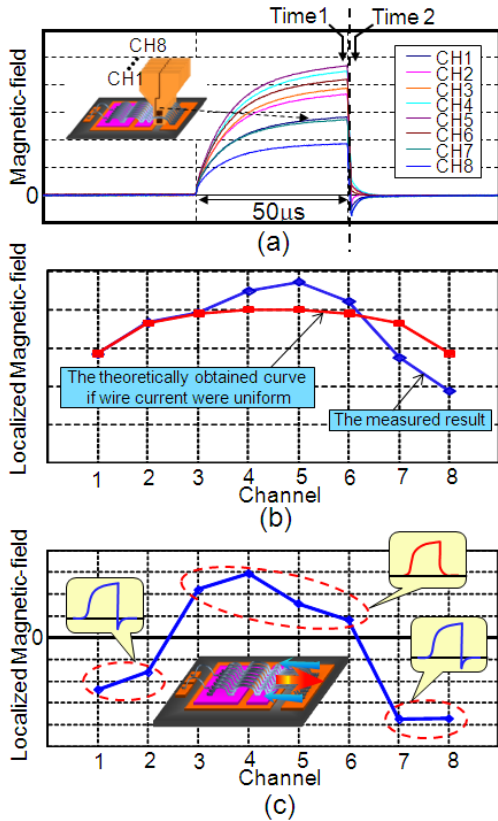 Time1
Time 2
Magnetic-field
CH8
CH1
CH1
CH2
CH3
CH4
CH5
CH6
CH7
CH8
0
50µs
(a)
Localized Magnetic-field
The theoretically obtained curve
if wire current were uniform
The measured result
1 2 3 4 5 6 7 8
Channel
(b)
Localized Magnetic-field
0
1 2 3 4 5 6 7 8
Channel
(c)